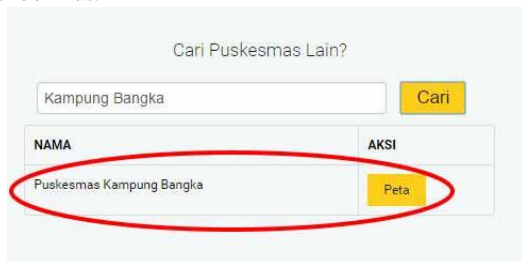 Cari Puskesmas Lain?
Kampung Bangka Cari
NAMA AKSI
Puskesmas Kampung Bangka Peta